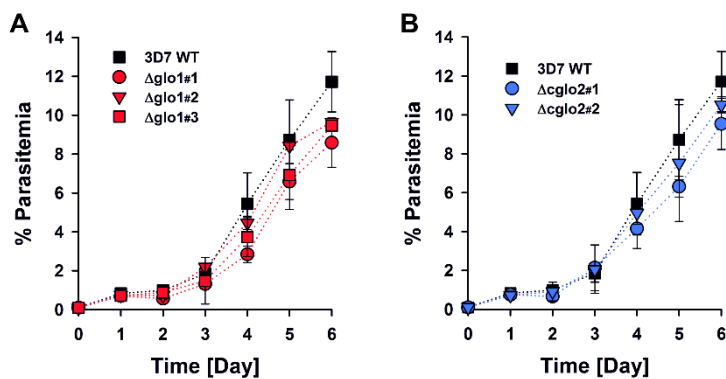 A
% Parasitemia
14
12
10
8
6
4
2
0
3D7 WT
Δglo1#1
Δglo1#2
Δglo1#3
0 1 2 3 4 5 6
Time [Day]
B
% Parasitemia
14
12
10
8
6
4
2
0
3D7 WT
Δcglo2#1
Δcglo2#2
0 1 2 3 4 5 6
Time [Day]